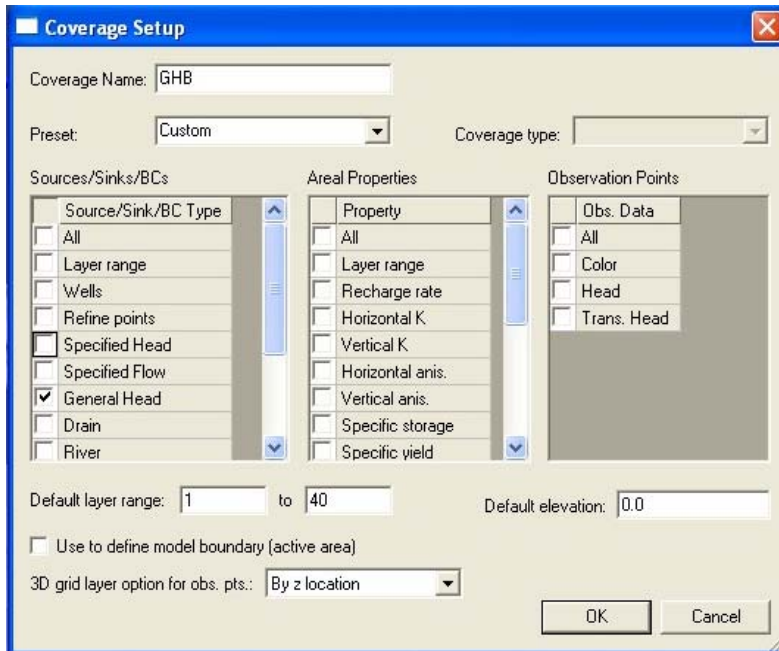 Coverage Setup
Coverage Name: GHB
Preset: Custom Coverage type:
Sources/Sinks/BCs Areal Properties Observation Points
Source/Sink/BC Type Property Obs. Data
All All All
Layer range Layer range Color
Wells Recharge rate Head
Refine points Horizontal K Trans. Head
Specified Head Vertical K
Specified Flow Horizontal anis.
General Head Vertical anis.
Drain Specific storage
River Specific yield
Default layer range: 1 to 40 Default elevation: 0.0
Use to define model boundary (active area)
3D grid layer option for obs. pts.: By z location
OK Cancel